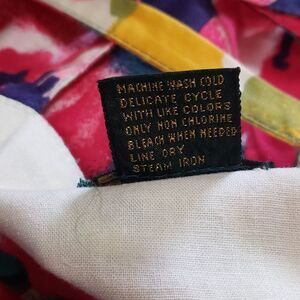 MACHINE WASH COLD
DELICATE CYCLE
WITH LIKE COLORS
ONLY NON CHLORINE
BLEACH WHEN NEEDED
LINE DRY
STEAM IRON